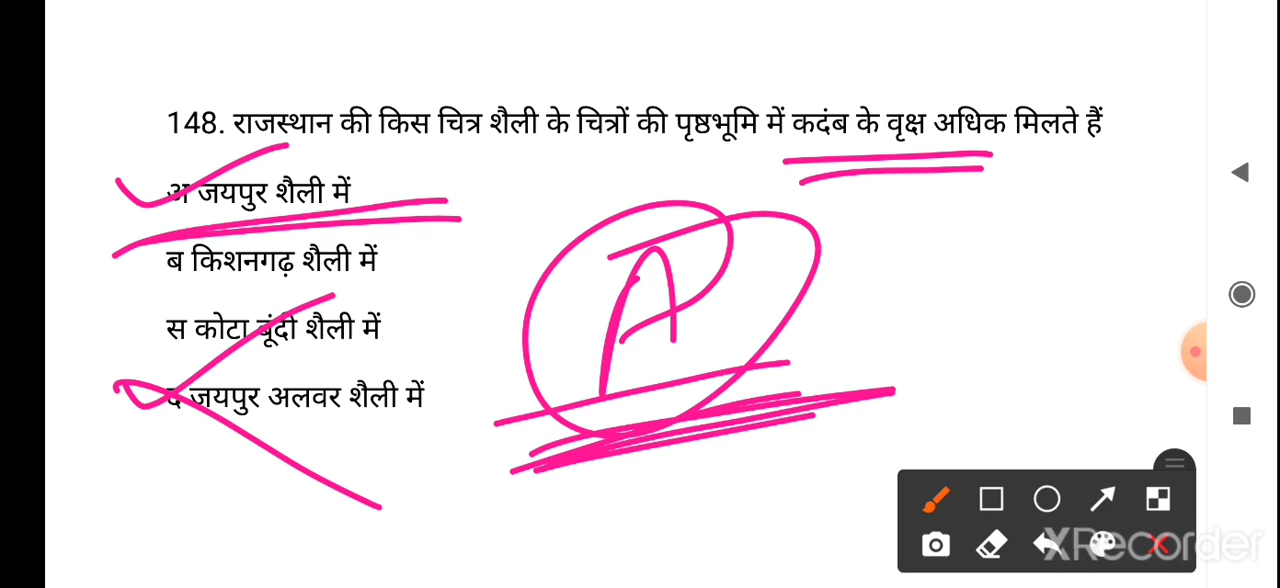 148. राजस्थान की किस चित्र शैली के चित्रों की पृष्ठभूमि में कदंब के वृक्ष अधिक मिलते हैं
अ जयपुर शैली में
ब किशनगढ़ शैली में
स कोटा बूंदी शैली में
द जयपुर अलवर शैली में
A
XRecorder